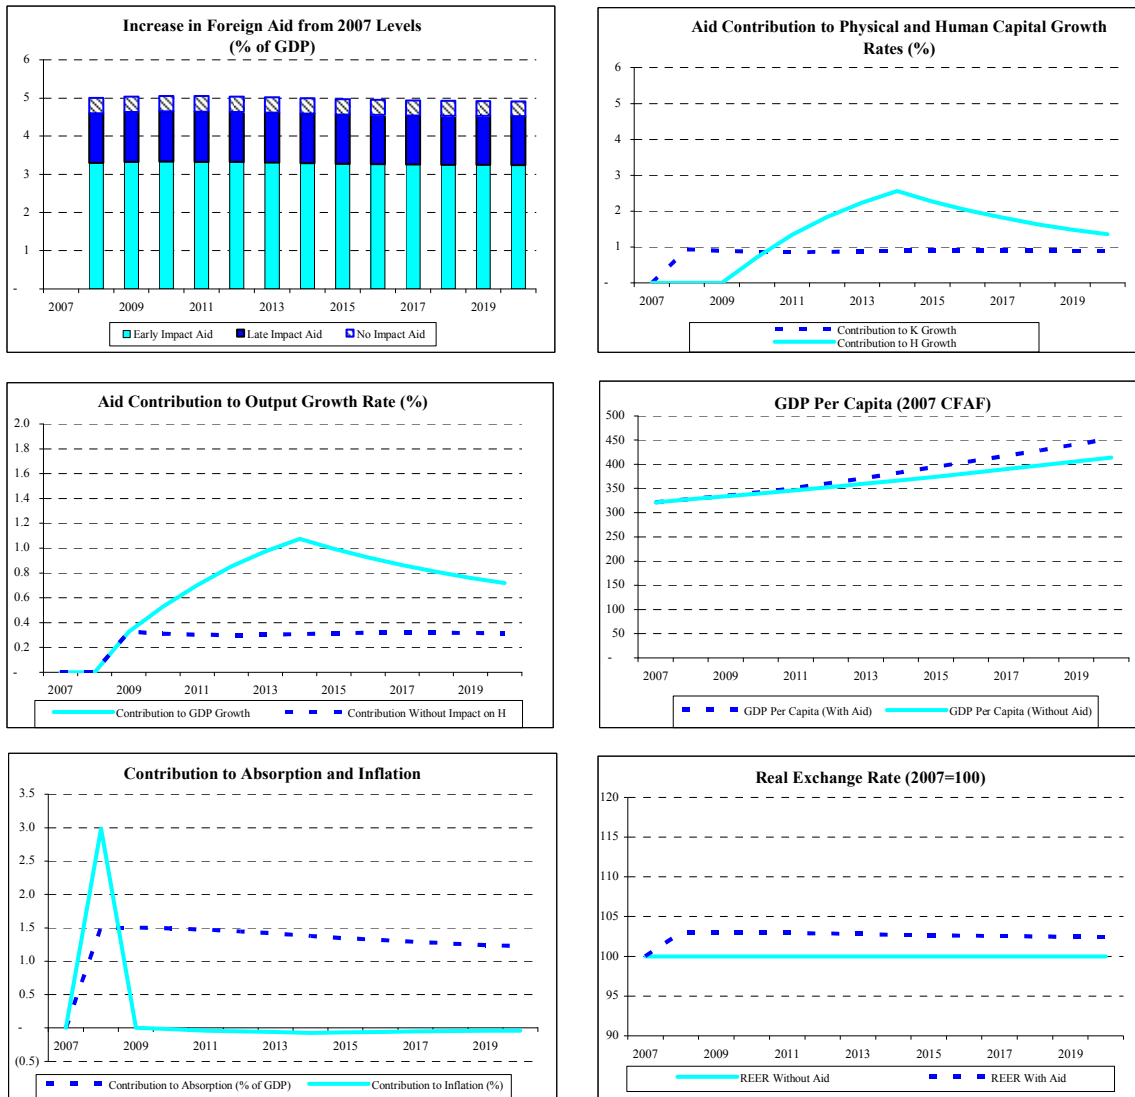 Increase in Foreign Aid from 2007 Levels
(% of GDP)
6
5
4
3
2
1
-
2007 2009 2011 2013 2015 2017 2019
Early Impact Aid Late Impact Aid No Impact Aid
Aid Contribution to Physical and Human Capital Growth
Rates (%)
6
5
4
3
2
1
-
2007 2009 2011 2013 2015 2017 2019
Contribution to K Growth
Contribution to H Growth
Aid Contribution to Output Growth Rate (%)
2.0
1.8
1.6
1.4
1.2
1.0
0.8
0.6
0.4
0.2
-
2007 2009 2011 2013 2015 2017 2019
Contribution to GDP Growth Contribution Without Impact on H
GDP Per Capita (2007 CFAF)
500
450
400
350
300
250
200
150
100
50
-
2007 2009 2011 2013 2015 2017 2019
GDP Per Capita (With Aid) GDP Per Capita (Without Aid)
Contribution to Absorption and Inflation
3.5
3.0
2.5
2.0
1.5
1.0
0.5
-
(0.5)
2007 2009 2011 2013 2015 2017 2019
Contribution to Absorption (% of GDP) Contribution to Inflation (%)
Real Exchange Rate (2007=100)
120
115
110
105
100
95
90
2007 2009 2011 2013 2015 2017 2019
REER Without Aid REER With Aid